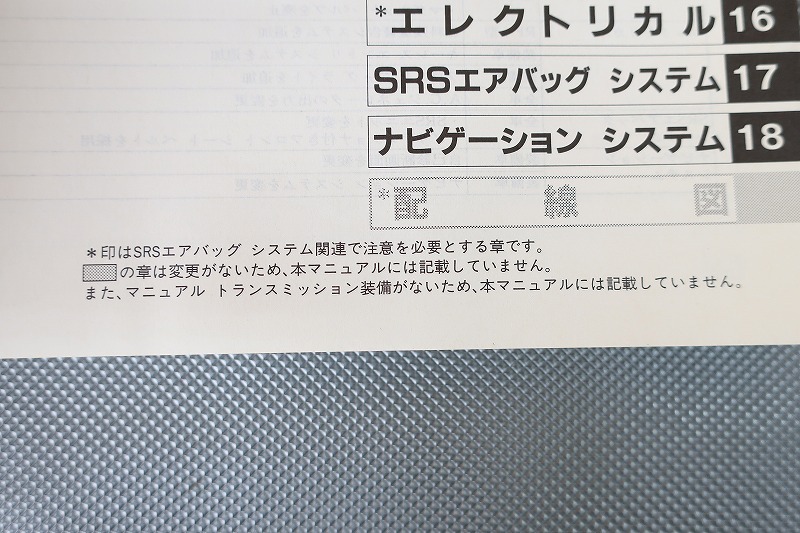 *エレクトリカル 16
SRSエアバッグ システム 17
ナビゲーション システム 18
*配線図
*印はSRSエアバッグ システム関連で注意を必要とする章です。
の章は変更がないため、本マニュアルには記載していません。
また、マニュアル トランスミッション装備がないため、本マニュアルには記載していません。